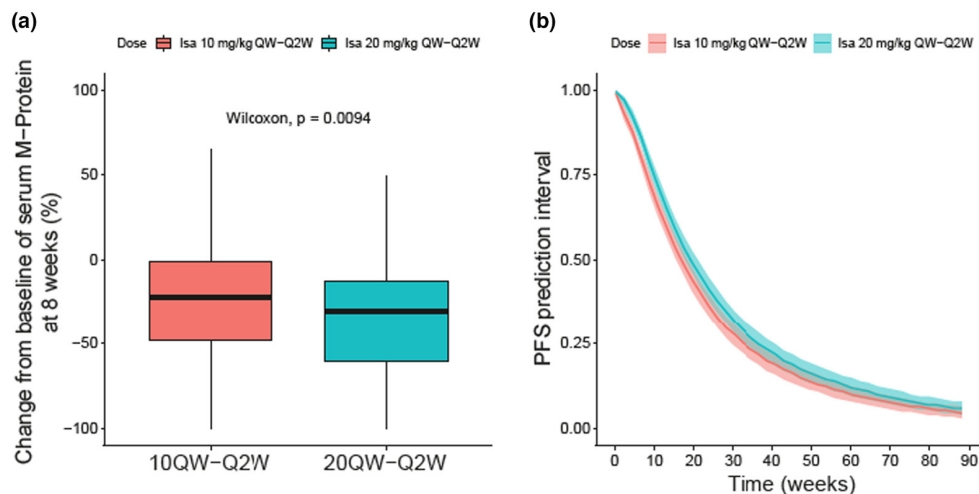 (a)
Dose Isa 10 mg/kg QW-Q2W Isa 20 mg/kg QW-Q2W
Change from baseline of serum M-Protein
at 8 weeks (%)
100
50
0
-50
-100
Wilcoxon, p = 0.0094
10QW-Q2W 20QW-Q2W
(b)
Dose Isa 10 mg/kg QW-Q2W Isa 20 mg/kg QW-Q2W
PFS prediction interval
1.00
0.75
0.50
0.25
0.00
0 10 20 30 40 50 60 70 80 90
Time (weeks)